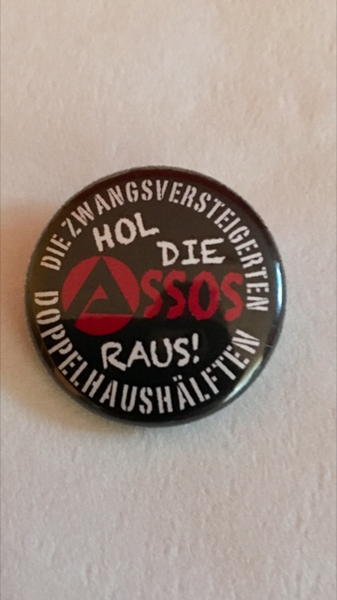 DIE ZWANGSVERSTEIGERTEN
HOL
DIE
ASSOS
RAUS!
DOPPELHAUSHÄLFTEN